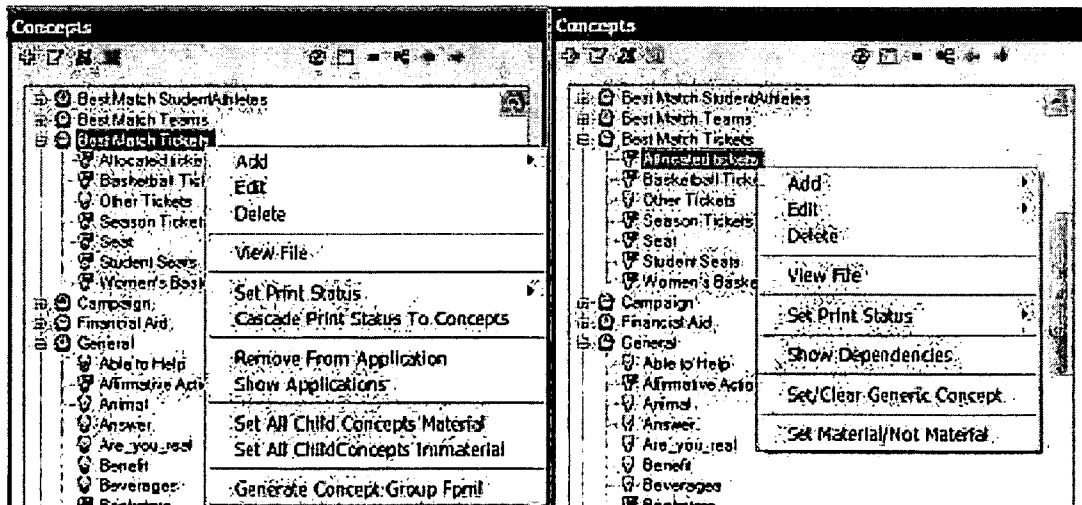 Concepts
Best Match StudentAthletes
Best Match Teams
Best Match Tickets
Allocated ticke
Basketball Tic
Other Tickets
Season Ticket
Seat
Student Seats
Women's Bask
Campaign
Financial Aid
General
Able to Help
Affirmative Acti
Animal
Answer
Are_you_real
Benefit
Beverages
Add
Edit
Delete
View File
Set Print Status
Cascade Print Status To Concepts
Remove From Application
Show Applications
Set All Child Concepts Material
Set All ChildConcepts Immaterial
Generate Concept Group Fpml
Concepts
Best Match StudentAthletes
Best Match Teams
Best Match Tickets
Allocated tickets
Basketball Ticke
Other Tickets
Season Tickets
Seat
Student Seats
Women's Baske
Campaign
Financial Aid
General
Able to Help
Affirmative Actio
Animal
Answer
Are_you_real
Benefit
Beverages
Add
Edit
Delete
View File
Set Print Status
Show Dependencies
Set/Clear Generic Concept
Set Material/Not Material